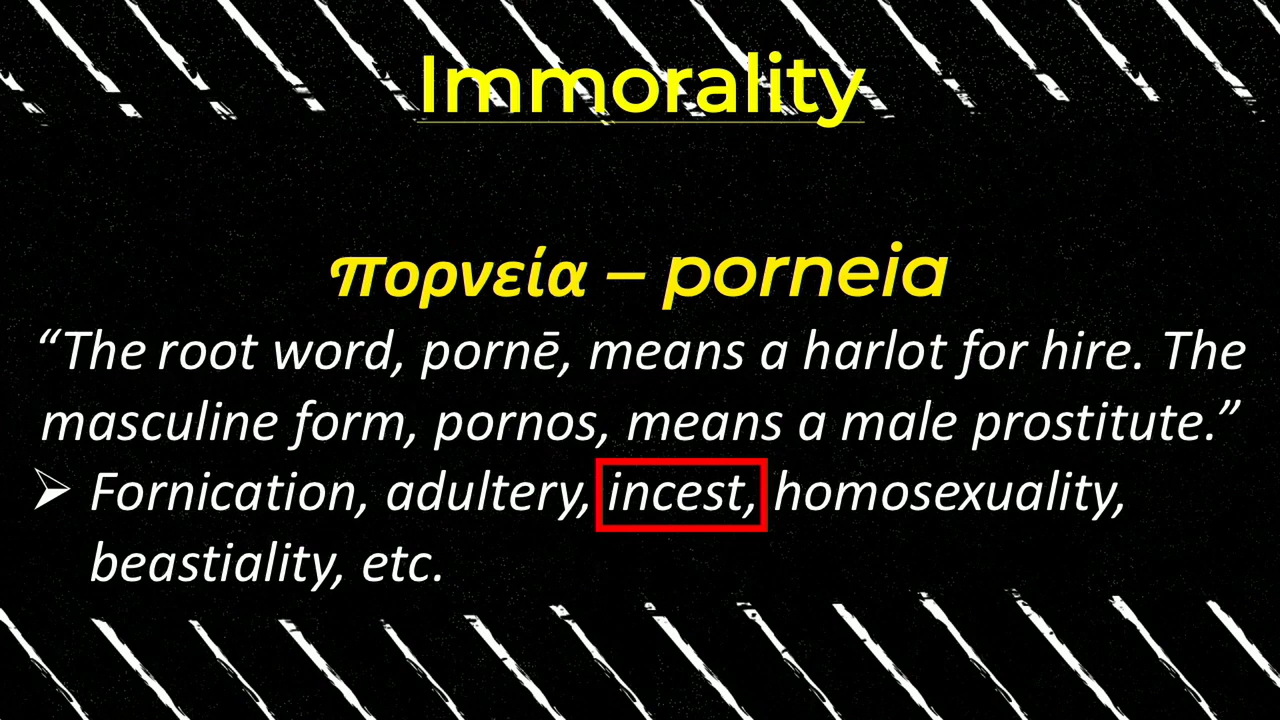 Immorality
πορνεία – porneia
“The root word, pornē, means a harlot for hire. The
masculine form, pornos, means a male prostitute.”
➢ Fornication, adultery, incest, homosexuality,
beastiality, etc.